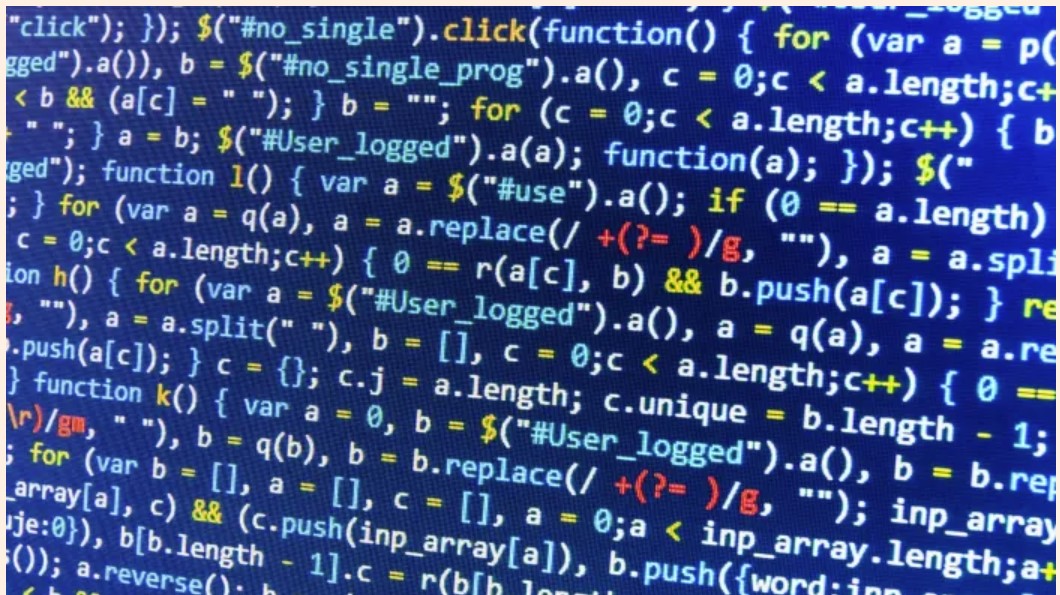 "click"); }); $("#no_single").click(function() { for (var a = p(
gged").a()), b = $("#no_single_prog").a(), c = 0;c < a.length;c+
< b && (a[c] = " "); } b = ""; for (c = 0;c < a.length;c++) { b
+ " "; } a = b; $("#User_logged").a(a); function(a); }); $("
gged"); function l() { var a = $("#use").a(); if (0 == a.length)
; } for (var a = q(a), a = a.replace(/ +(?= )/g, ""), a = a.spli
c = 0;c < a.length;c++) { 0 == r(a[c], b) && b.push(a[c]); } re
ion h() { for (var a = $("#User_logged").a(), a = q(a), a = a.re
, ""), a = a.split(" "), b = [], c = 0;c < a.length;c++) { 0 ==
.push(a[c]); } c = {}; c.j = a.length; c.unique = b.length - 1;
} function k() { var a = 0, b = $("#User_logged").a(), b = b.rep
\r)/gm, " "), b = q(b), b = b.replace(/ +(?= )/g, ""); inp_array
; for (var b = [], a = [], c = [], a = 0;a < inp_array.length;a+
_array[a], c) && (c.push(inp_array[a]), b.push({word:inp
uje:0}), b[b.length - 1].c = r(b[b
s()); a.reverse();